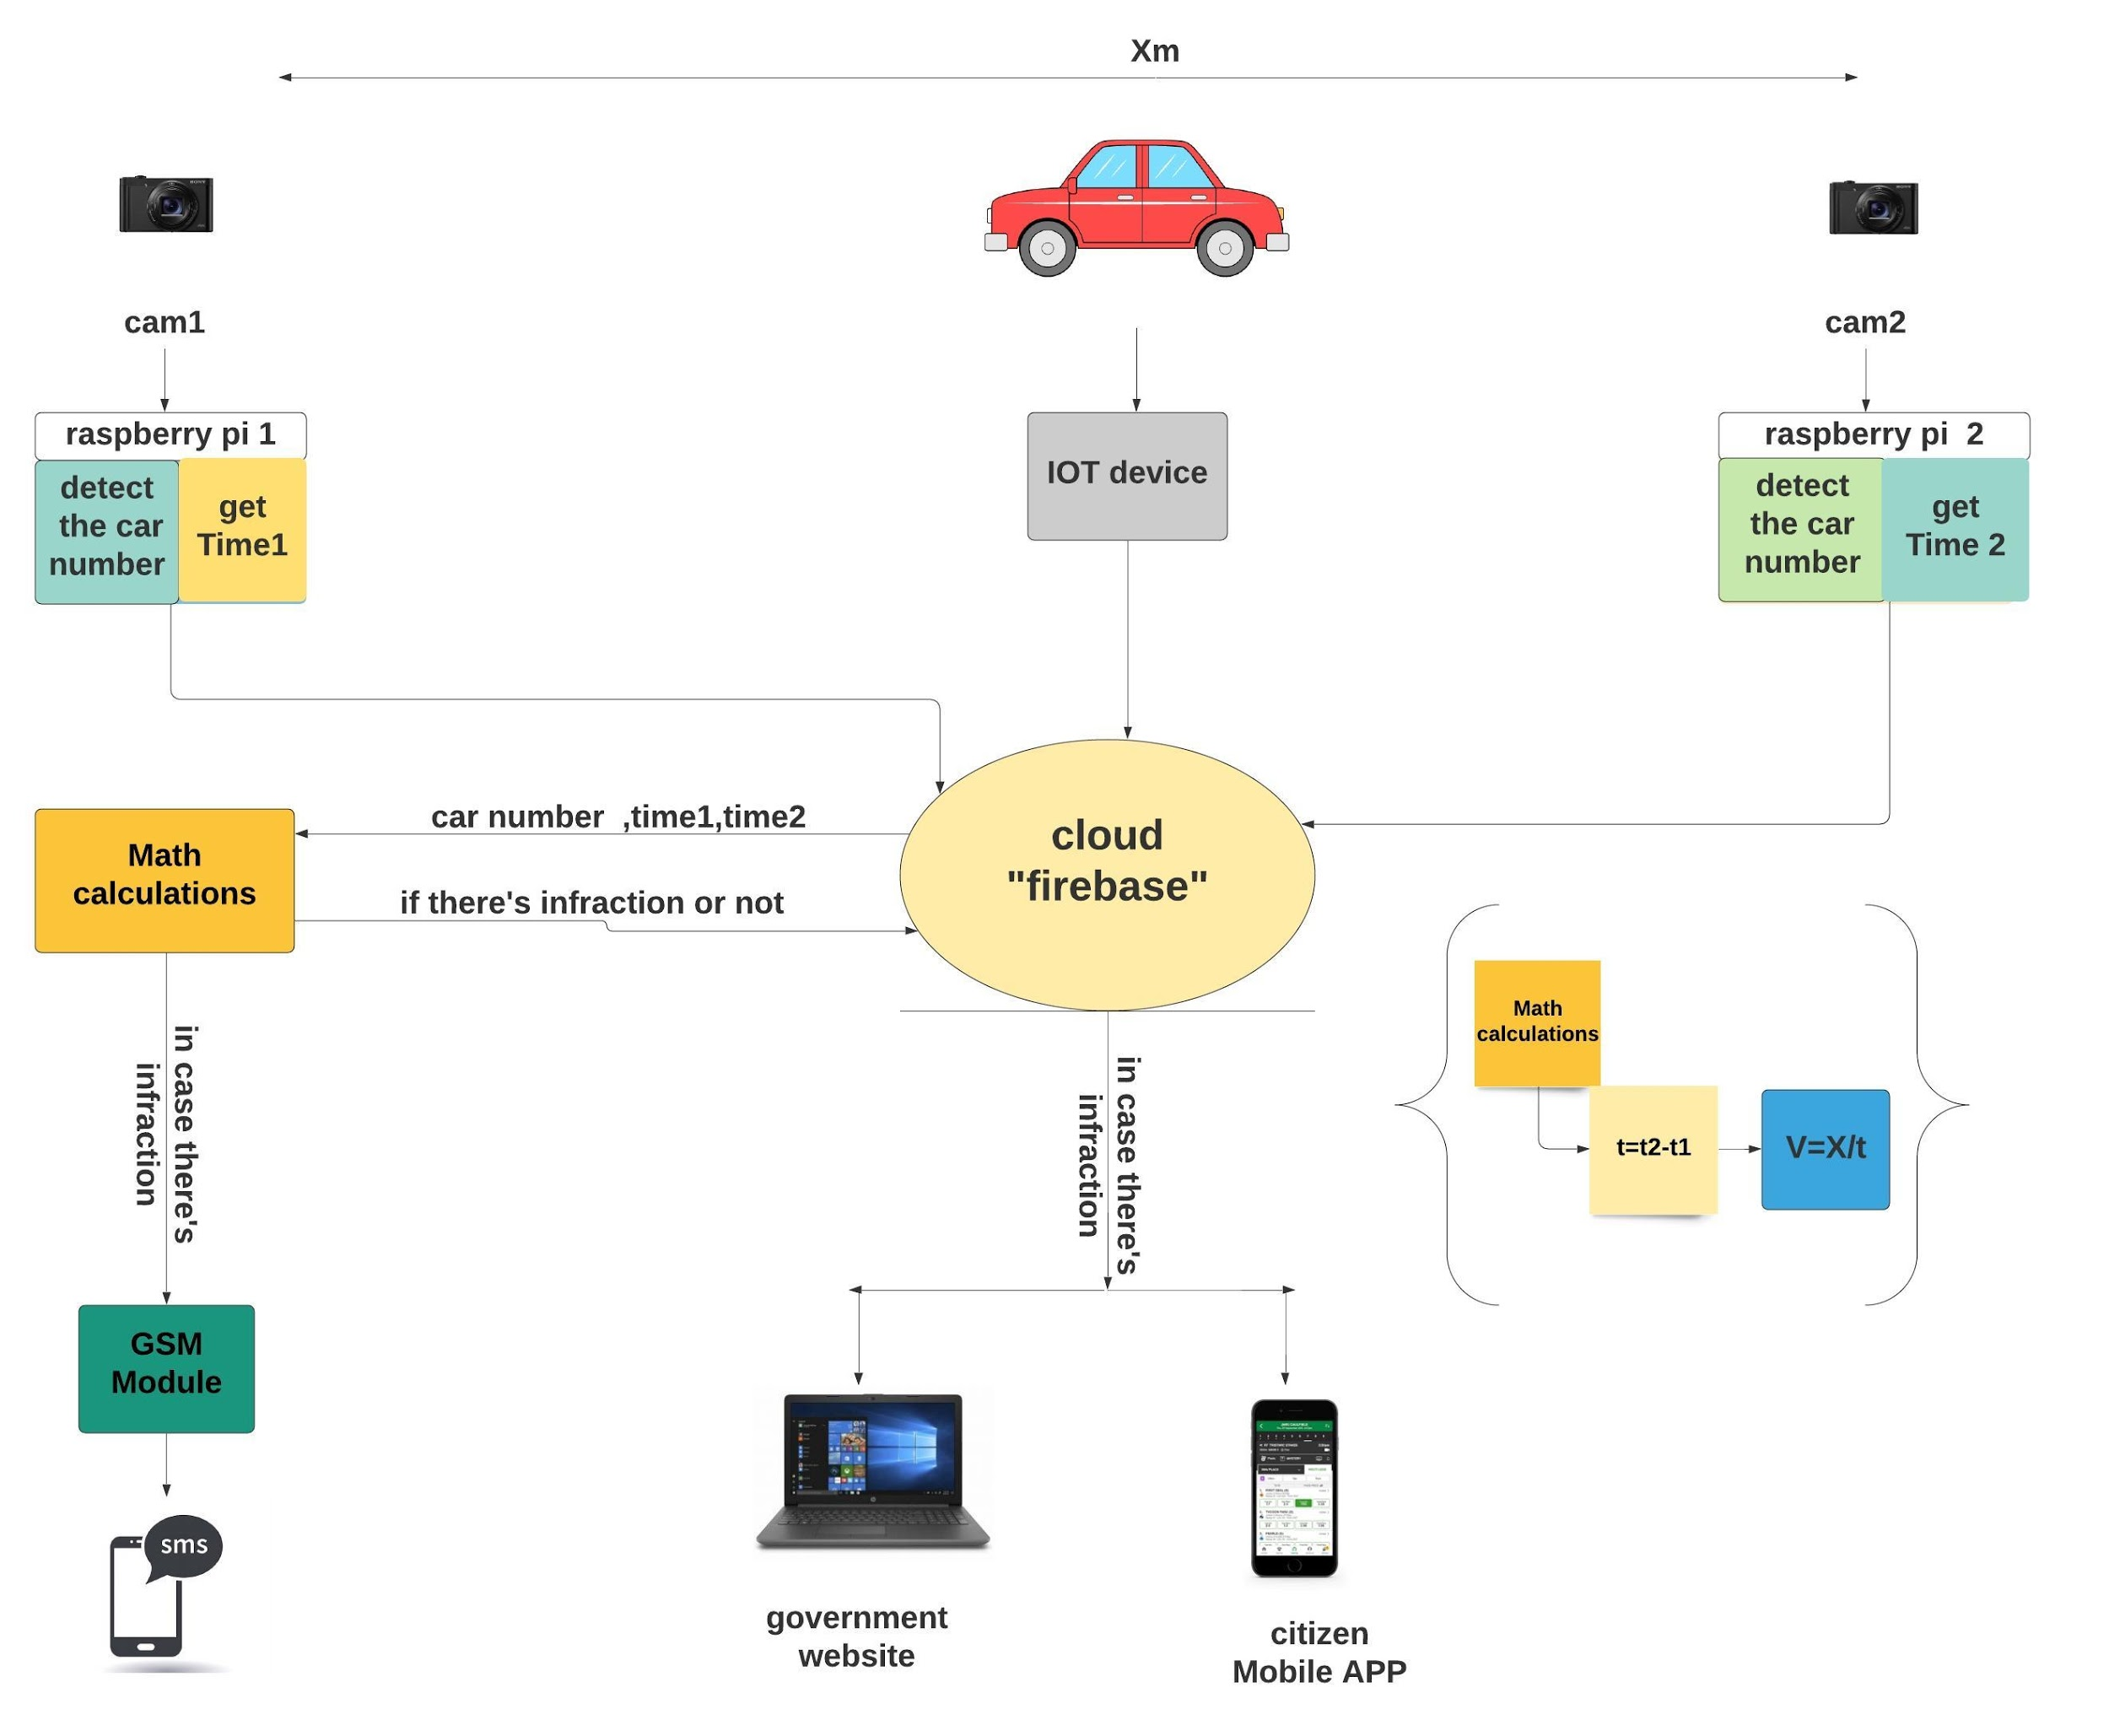 Xm
cam1
cam2
raspberry pi 1
detect
the car
number
get
Time1
IOT device
raspberry pi  2
detect
the car
number
get
Time 2
car number  ,time1,time2
Math
calculations
if there's infraction or not
cloud
"firebase"
in case there's
infraction
in case there's
infraction
Math
calculations
t=t2-t1
V=X/t
GSM
Module
sms
government
website
citizen
Mobile APP